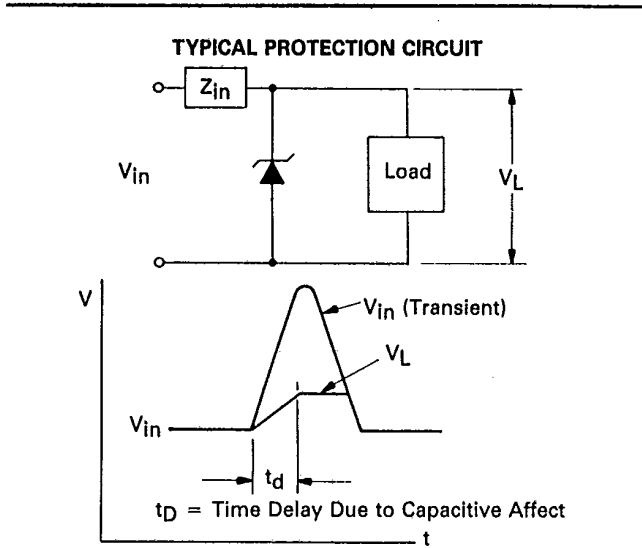 TYPICAL PROTECTION CIRCUIT
Zin
Vin
Load
VL
V
Vin (Transient)
VL
Vin
td
tD = Time Delay Due to Capacitive Affect
t